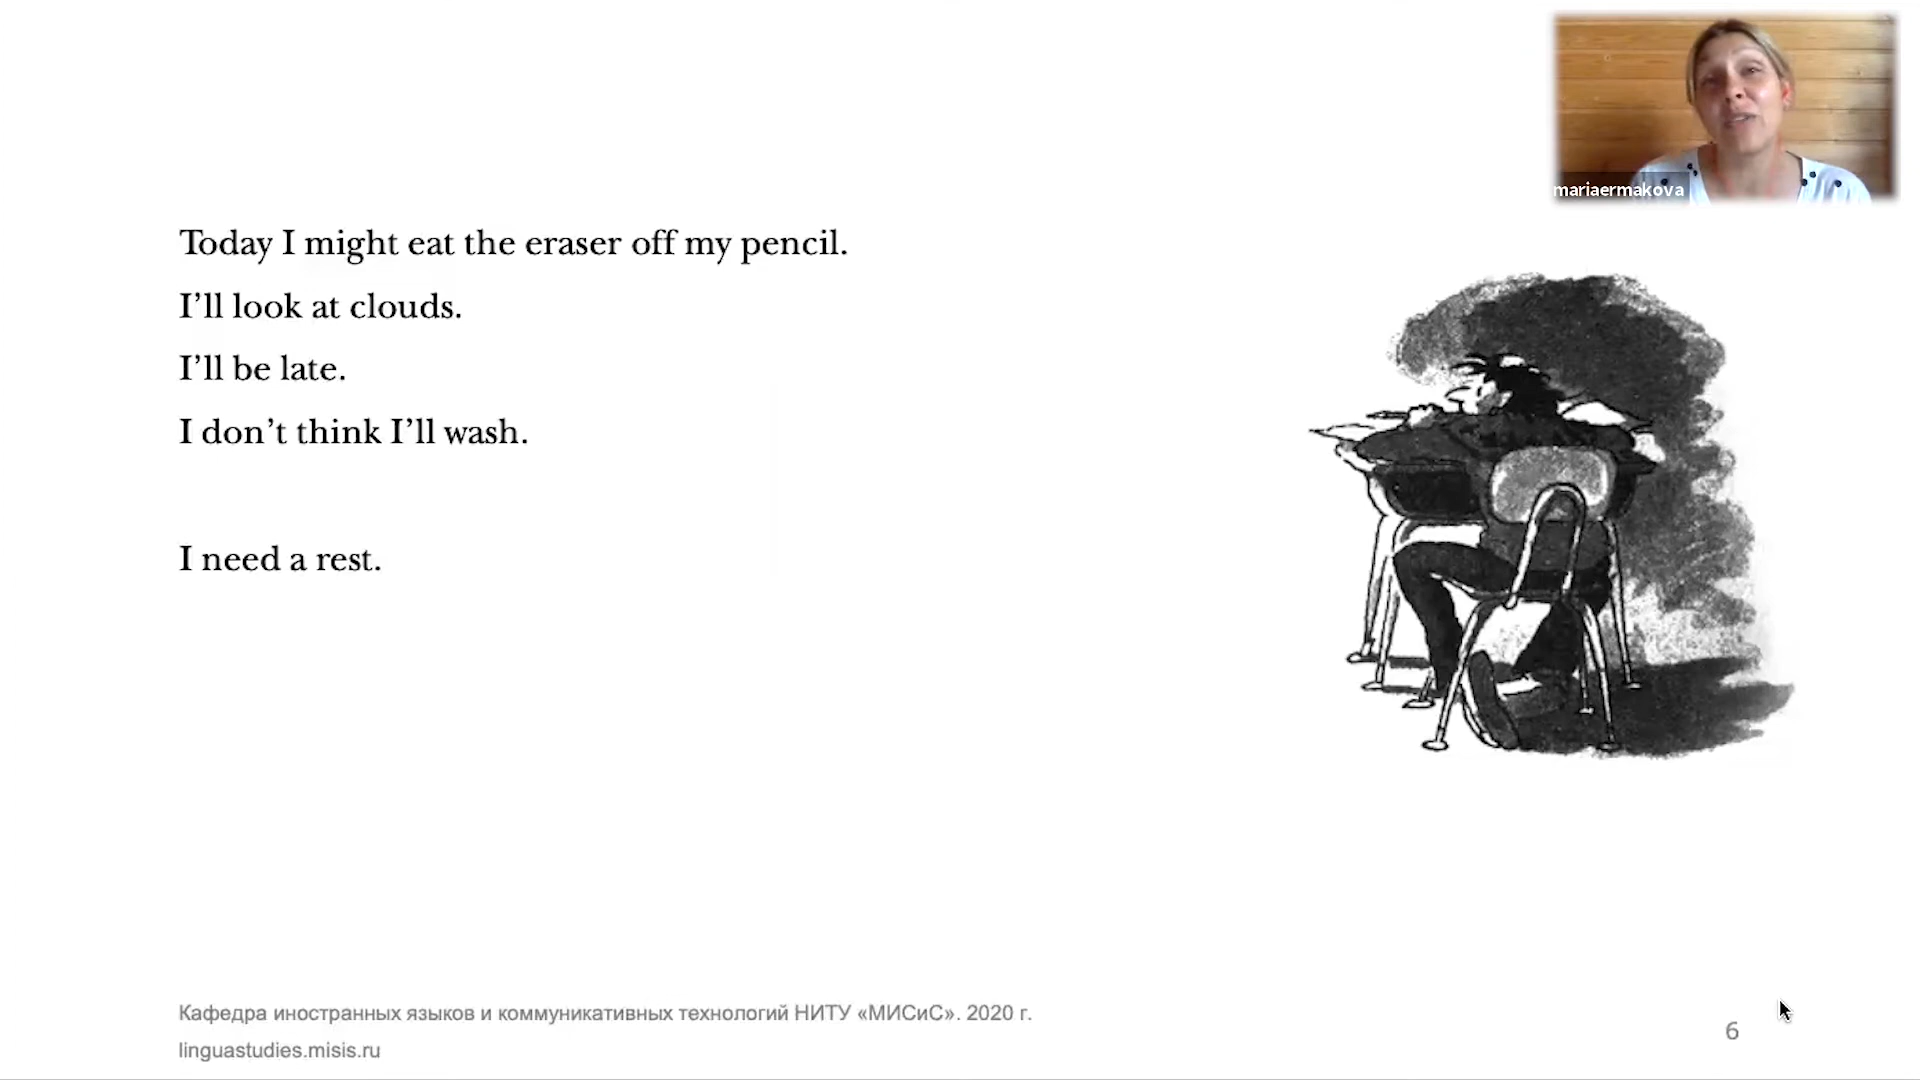 mariaermakova
Today I might eat the eraser off my pencil.
I’ll look at clouds.
I’ll be late.
I don’t think I’ll wash.
I need a rest.
Кафедра иностранных языков и коммуникативных технологий НИТУ «МИСиС». 2020 г.
linguastudies.misis.ru
6